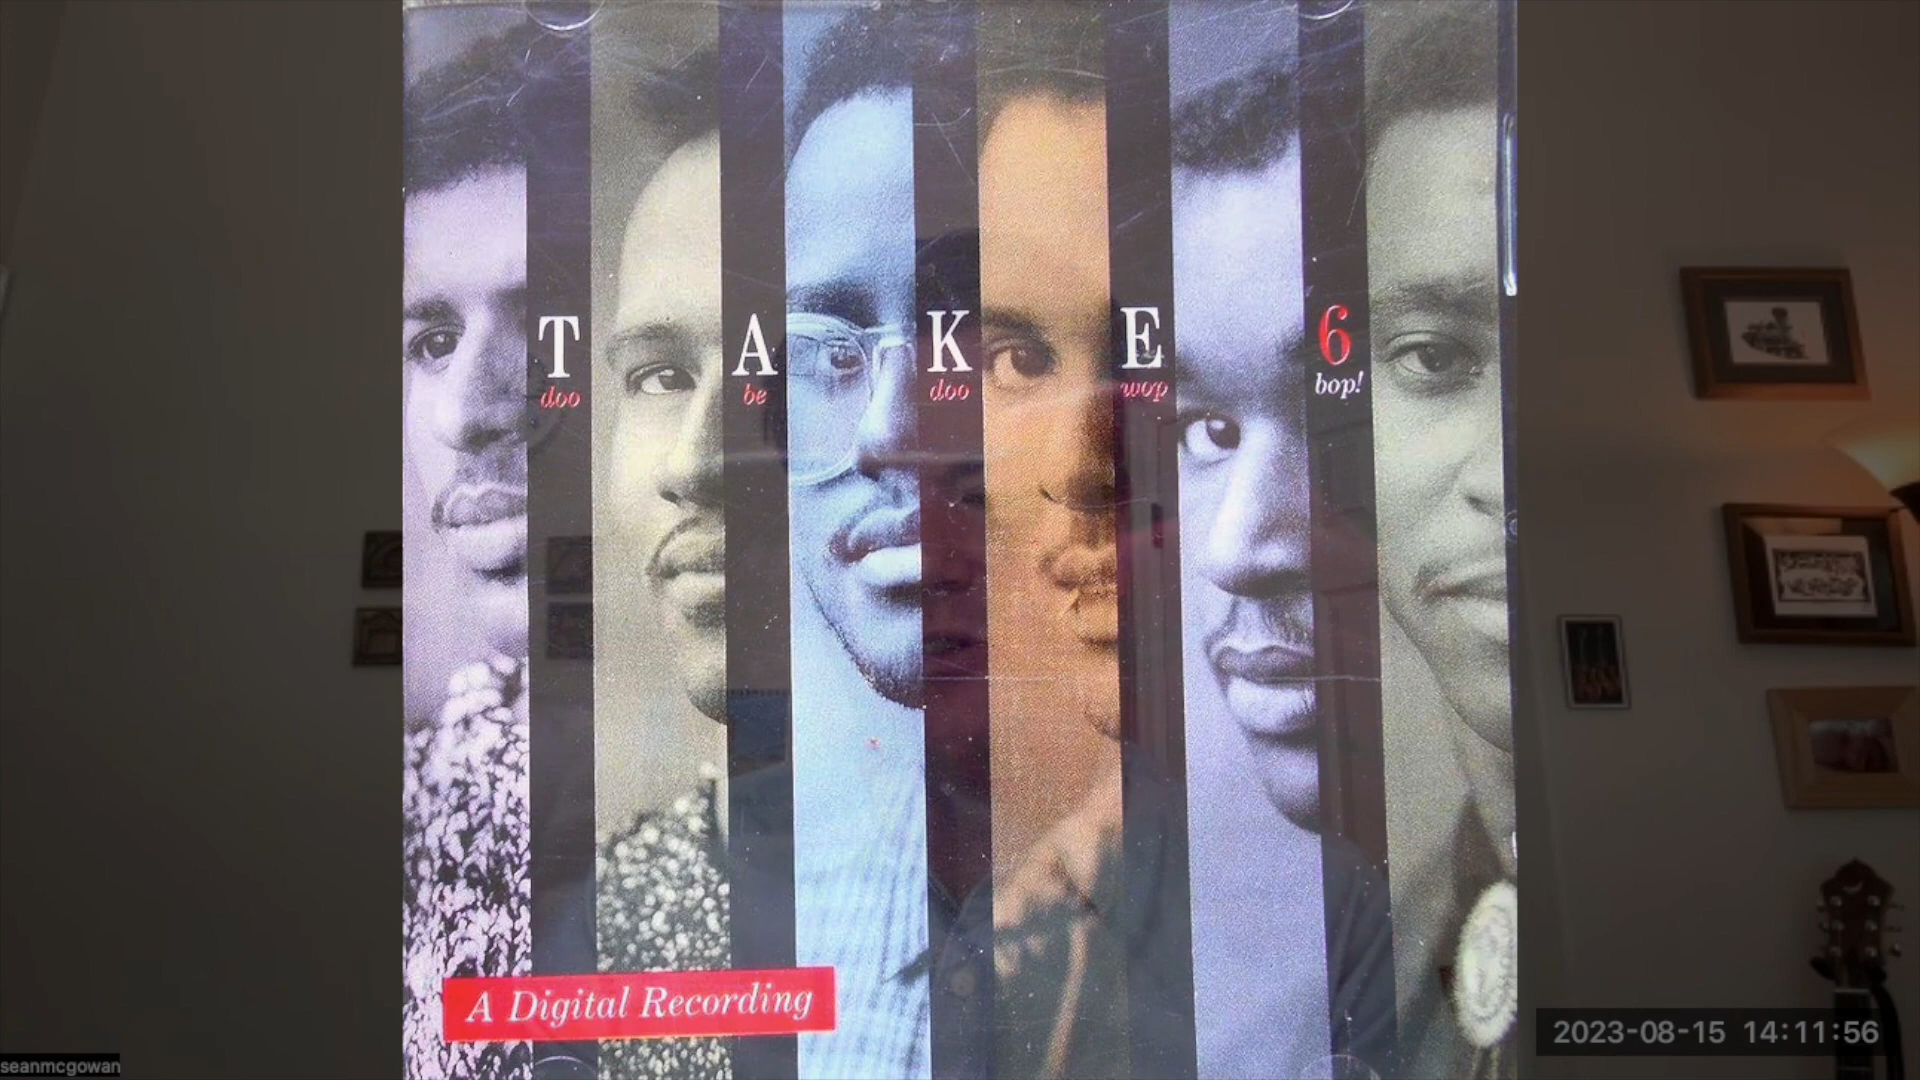 T A K E 6
doo be doo wop bop!
A Digital Recording
2023-08-15 14:11:56
seanmcgowan